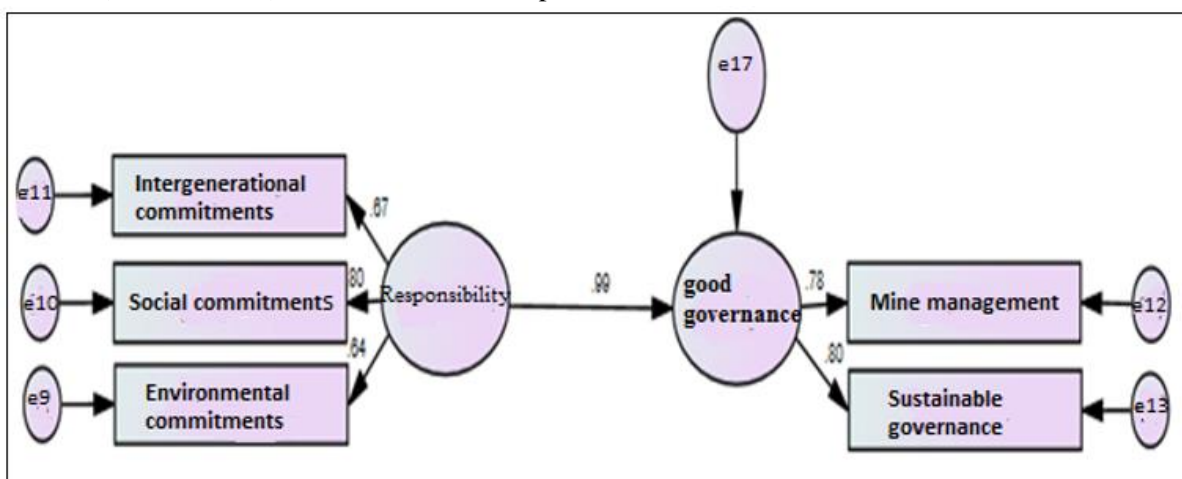 e17
e11
Intergenerational
commitments
.67
e10
Social commitments
.80
Responsibility
.99
good
governance
.78
Mine management
e12
.64
e9
Environmental
commitments
.80
Sustainable
governance
e13